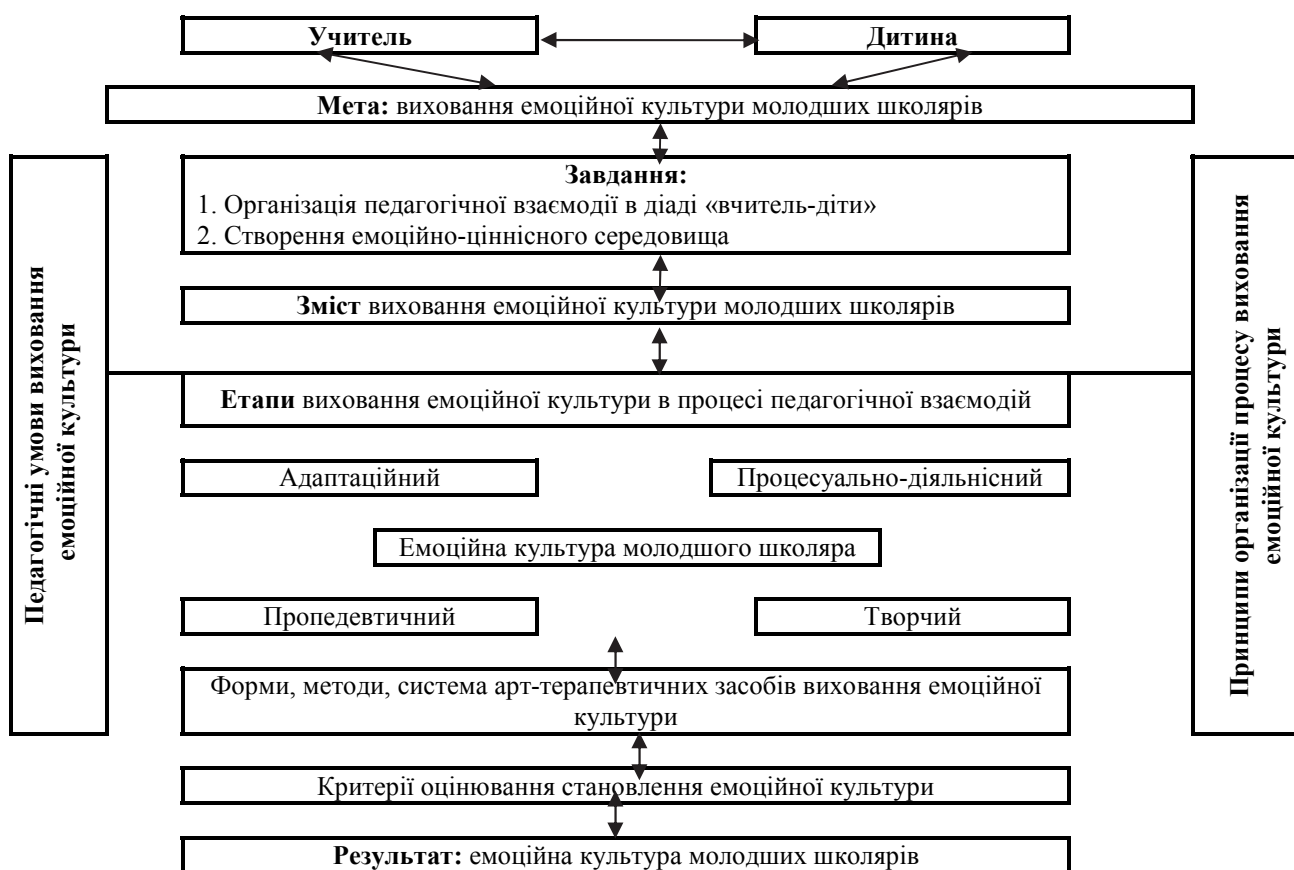 Учитель
Дитина
Мета: виховання емоційної культури молодших школярів
Педагогічні умови виховання
емоційної культури
Завдання:
1. Організація педагогічної взаємодії в діаді «вчитель-діти»
2. Створення емоційно-ціннісного середовища
Зміст виховання емоційної культури молодших школярів
Етапи виховання емоційної культури в процесі педагогічної взаємодій
Адаптаційний
Процесуально-діяльнісний
Емоційна культура молодшого школяра
Пропедевтичний
Творчий
Форми, методи, система арт-терапевтичних засобів виховання емоційної
культури
Принципи організації процесу виховання
емоційної культури
Критерії оцінювання становлення емоційної культури
Результат: емоційна культура молодших школярів